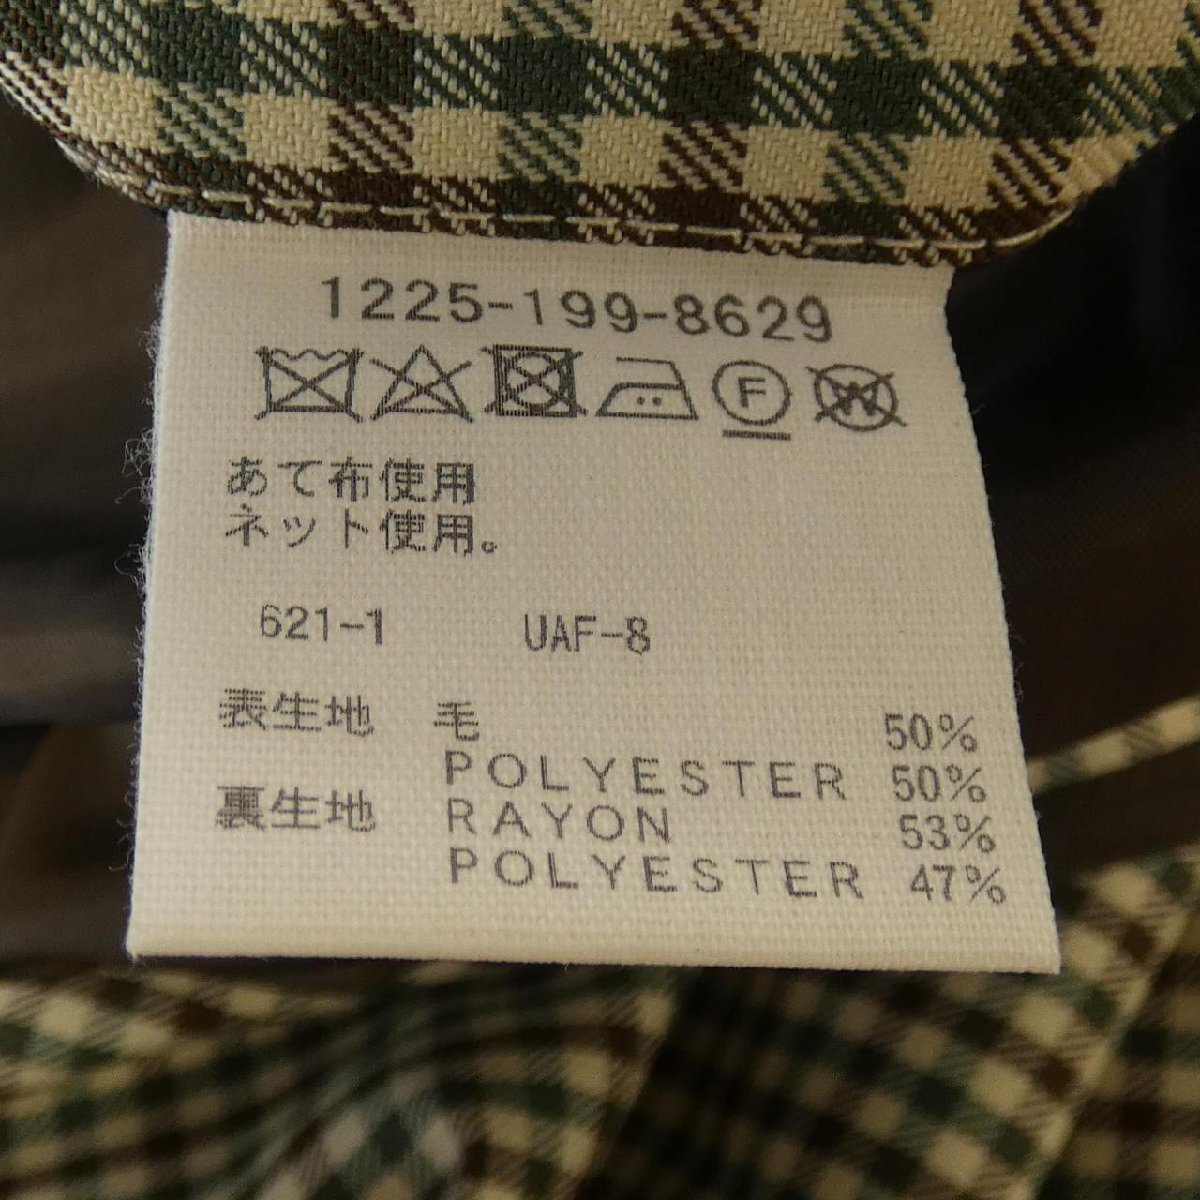 1225-199-8629
F W
あて布使用
ネット使用。
621-1 UAF-8
表生地 毛 50%
POLYESTER 50%
裏生地 RAYON 53%
POLYESTER 47%